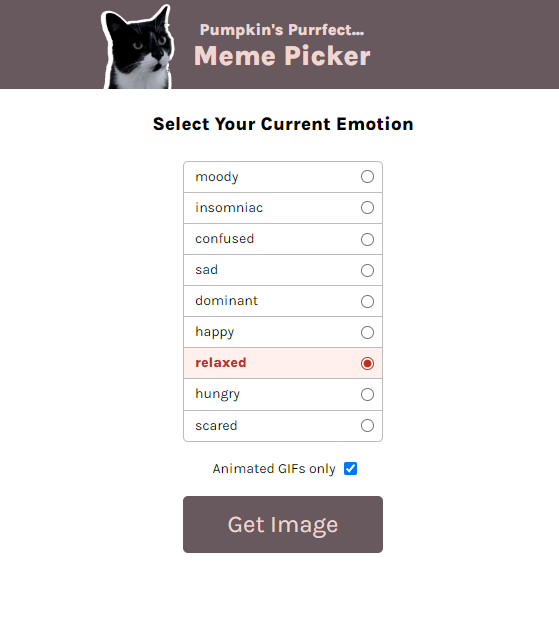 Pumpkin's Purrfect...
Meme Picker
Select Your Current Emotion
moody
insomniac
confused
sad
dominant
happy
relaxed
hungry
scared
Animated GIFs only
Get Image